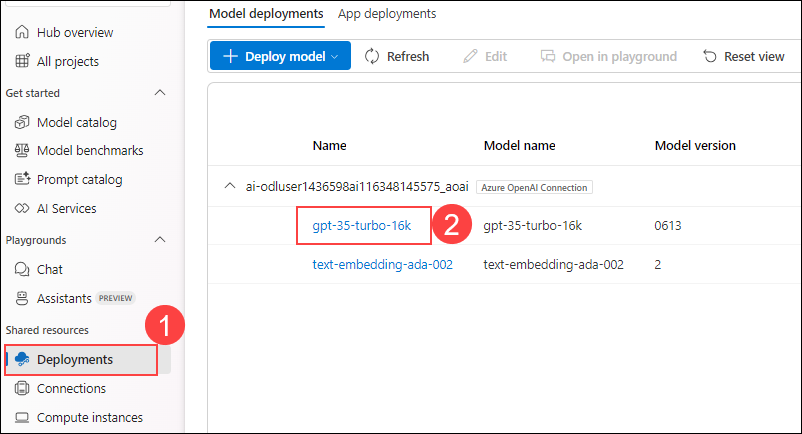 Hub overview
All projects
Get started
Model catalog
Model benchmarks
Prompt catalog
AI Services
Playgrounds
Chat
Assistants PREVIEW
Shared resources
1
Deployments
Connections
Compute instances
Model deployments App deployments
Deploy model Refresh Edit Open in playground Reset view
Name Model name Model version
ai-odluser1436598ai116348145575_aoai Azure OpenAI Connection
gpt-35-turbo-16k 2 gpt-35-turbo-16k 0613
text-embedding-ada-002 text-embedding-ada-002 2